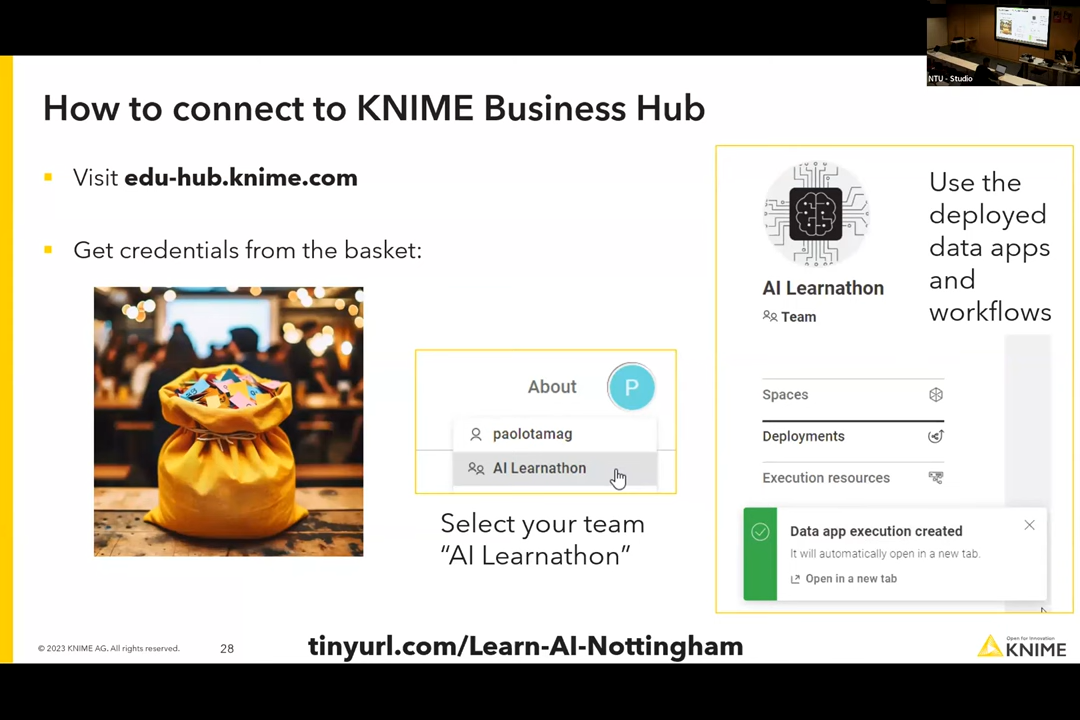 NTU - Studio
How to connect to KNIME Business Hub
Visit edu-hub.knime.com
Get credentials from the basket:
About
P
paolotamag
AI Learnathon
Select your team
“AI Learnathon”
AI Learnathon
Team
Use the
deployed
data apps
and
workflows
Spaces
Deployments
Execution resources
Data app execution created
It will automatically open in a new tab.
Open in a new tab
© 2023 KNIME AG. All rights reserved.
28
tinyurl.com/Learn-AI-Nottingham
Open for Innovation
KNIME